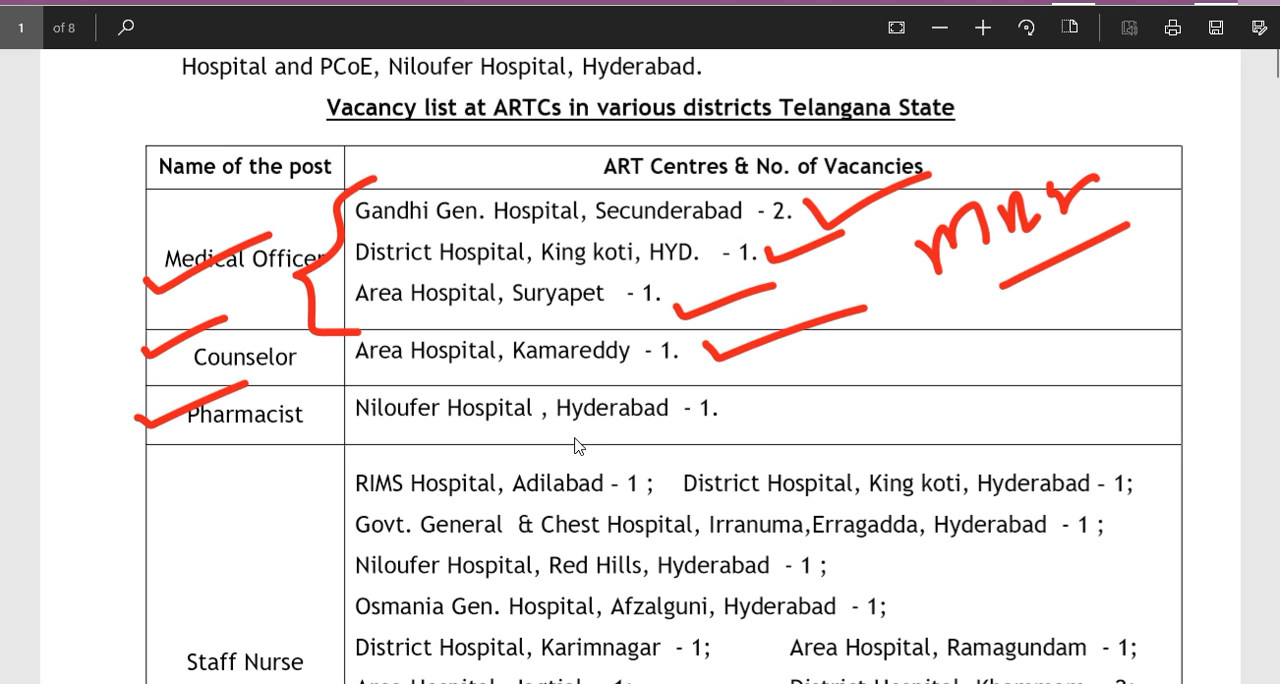 1 of 8
Hospital and PCoE, Niloufer Hospital, Hyderabad.
Vacancy list at ARTCs in various districts Telangana State
Name of the post ART Centres & No. of Vacancies
Medical Officer
Gandhi Gen. Hospital, Secunderabad - 2.
District Hospital, King koti, HYD. - 1.
Area Hospital, Suryapet - 1.
Counselor Area Hospital, Kamareddy - 1.
Pharmacist Niloufer Hospital , Hyderabad - 1.
Staff Nurse
RIMS Hospital, Adilabad - 1 ; District Hospital, King koti, Hyderabad - 1;
Govt. General & Chest Hospital, Irranuma,Erragadda, Hyderabad - 1 ;
Niloufer Hospital, Red Hills, Hyderabad - 1 ;
Osmania Gen. Hospital, Afzalguni, Hyderabad - 1;
District Hospital, Karimnagar - 1; Area Hospital, Ramagundam - 1;